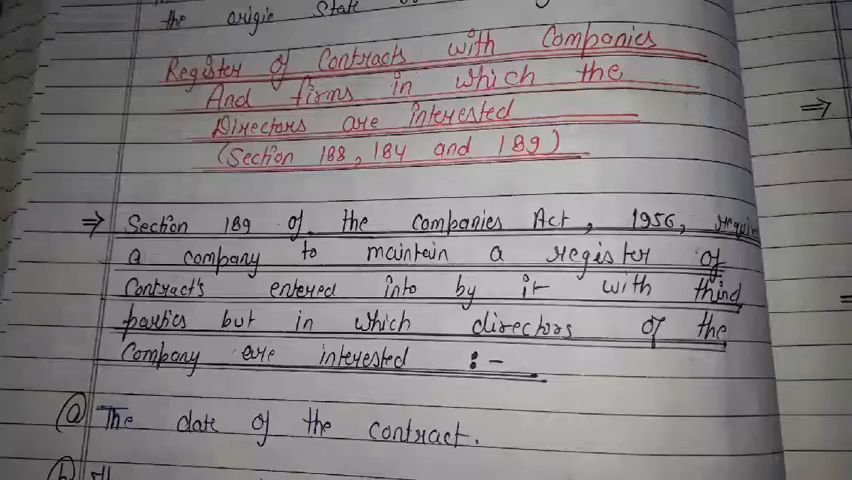 the origin State
Register of Contracts with Companies
And firms in which the
Directors are interested
(Section 188, 184 and 189)
⇒ Section 189 of the Companies Act, 1956, requir
a company to maintain a register of
Contract's entered into by it with third
parties but in which directors of the
Company are interested :-
(a) The date of the contract.
(b)